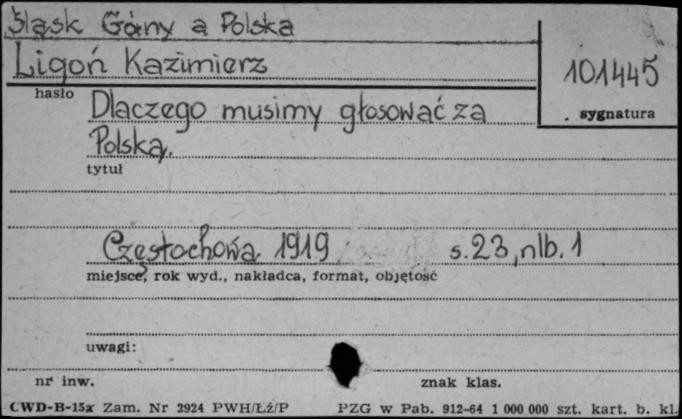 Śląsk Górny a Polska
Ligoń Kazimierz
101445
hasło
sygnatura
Dlaczego musimy głosować za
Polską.
tytuł
Częstochowa 1919 s. 23, nlb. 1
miejsce, rok wyd., nakładca, format, objętość
uwagi:
nr inw.
znak klas.
CWD-B-15x Zam. Nr 2924 PWH/ŁŻ/P PZG w Pab. 912-64 1 000 000 szt. kart. b. kl.